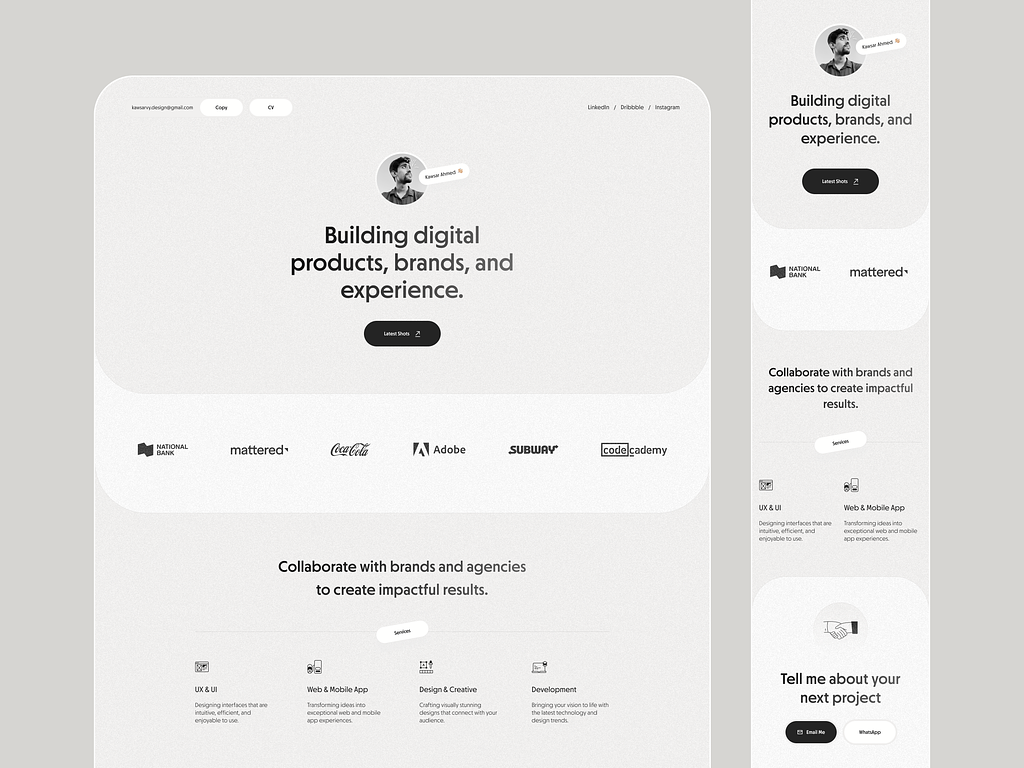 kawsarvy.design@gmail.com Copy CV
LinkedIn / Dribbble / Instagram
Kawsar Ahmed 👋🏼
Building digital
products, brands, and
experience.
Latest Shots
NATIONAL
BANK
mattered
Coca-Cola
Adobe
SUBWAY
codecademy
Collaborate with brands and agencies
to create impactful results.
Services
UX & UI
Designing interfaces that are
intuitive, efficient, and
enjoyable to use.
Web & Mobile App
Transforming ideas into
exceptional web and mobile
app experiences.
Design & Creative
Crafting visually stunning
designs that connect with your
audience.
Development
Bringing your vision to life with
the latest technology and
design trends.
Kawsar Ahmed 👋🏼
Building digital
products, brands, and
experience.
Latest Shots
NATIONAL
BANK
mattered
Collaborate with brands and
agencies to create impactful
results.
Services
UX & UI
Designing interfaces that are
intuitive, efficient, and
enjoyable to use.
Web & Mobile App
Transforming ideas into
exceptional web and mobile
app experiences.
Tell me about your
next project
Email Me
WhatsApp